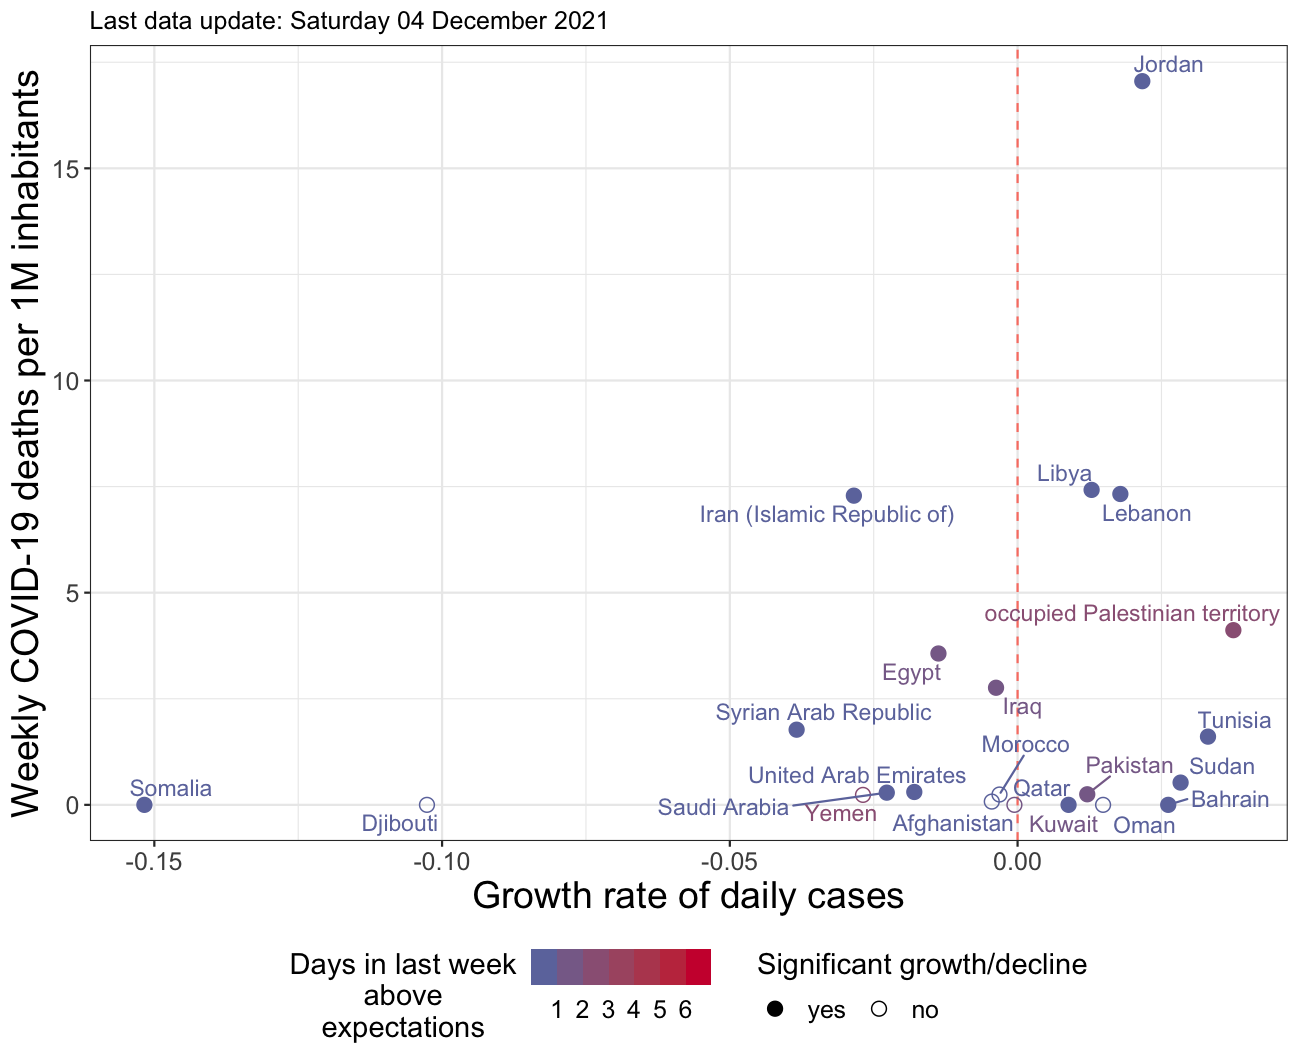 Last data update: Saturday 04 December 2021
Weekly COVID-19 deaths per 1M inhabitants
15
10
5
0
Jordan
Libya
Lebanon
Iran (Islamic Republic of)
occupied Palestinian territory
Egypt
Iraq
Syrian Arab Republic
Tunisia
Morocco
Pakistan
Sudan
United Arab Emirates
Somalia
Qatar
Bahrain
Saudi Arabia
Yemen
Djibouti
Afghanistan
Kuwait
Oman
-0.15
-0.10
-0.05
0.00
Growth rate of daily cases
Days in last week
above
expectations
1 2 3 4 5 6
Significant growth/decline
yes
no